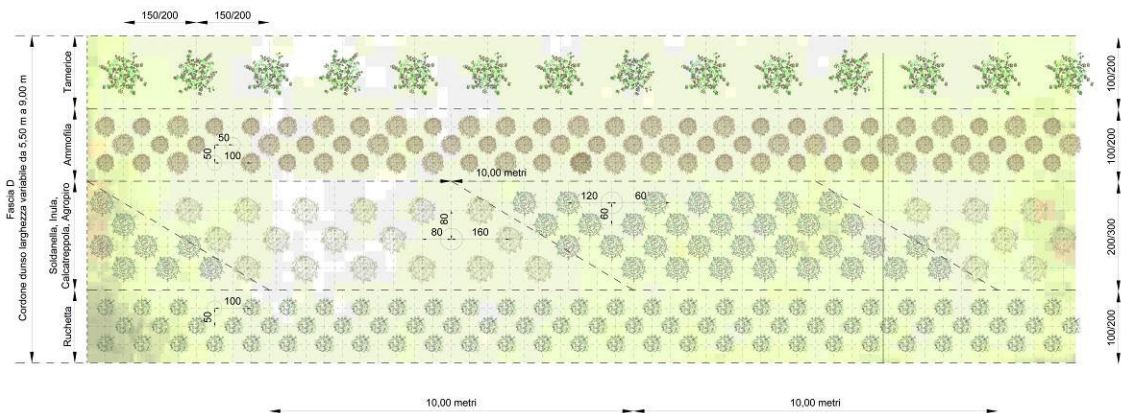 150/200
150/200
Fascia D
Cordone dunso larghezza variabile da 5,50 m a 9,00 m
Tamerice
100/200
Ammofila
50
50
100
100/200
10,00 metri
Soldanella, Inula,
Calcatreppola, Agropiro
80
80
160
120
60
60
200/300
Ruchetta
100
50
100/200
10,00 metri
10,00 metri